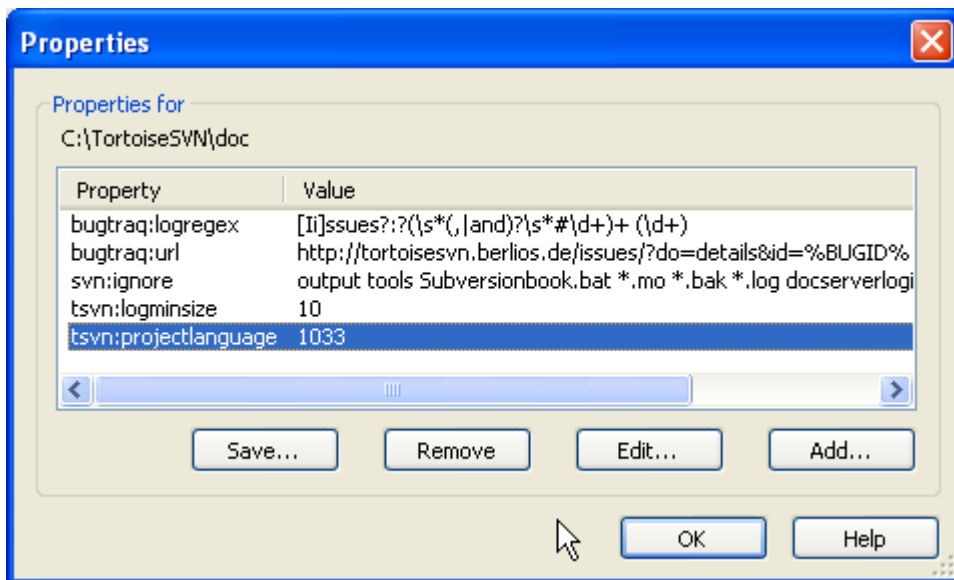 Properties
Properties for
C:\TortoiseSVN\doc
Property Value
bugtraq:logregex [Ii]ssues?:?(\s*(,|and)?\s*#\d+)+ (\d+)
bugtraq:url http://tortoisesvn.berlios.de/issues/?do=details&id=%BUGID%
svn:ignore output tools Subversionbook.bat *.mo *.bak *.log docserverlogi
tsvn:logminsize 10
tsvn:projectlanguage 1033
Save... Remove Edit... Add...
OK Help